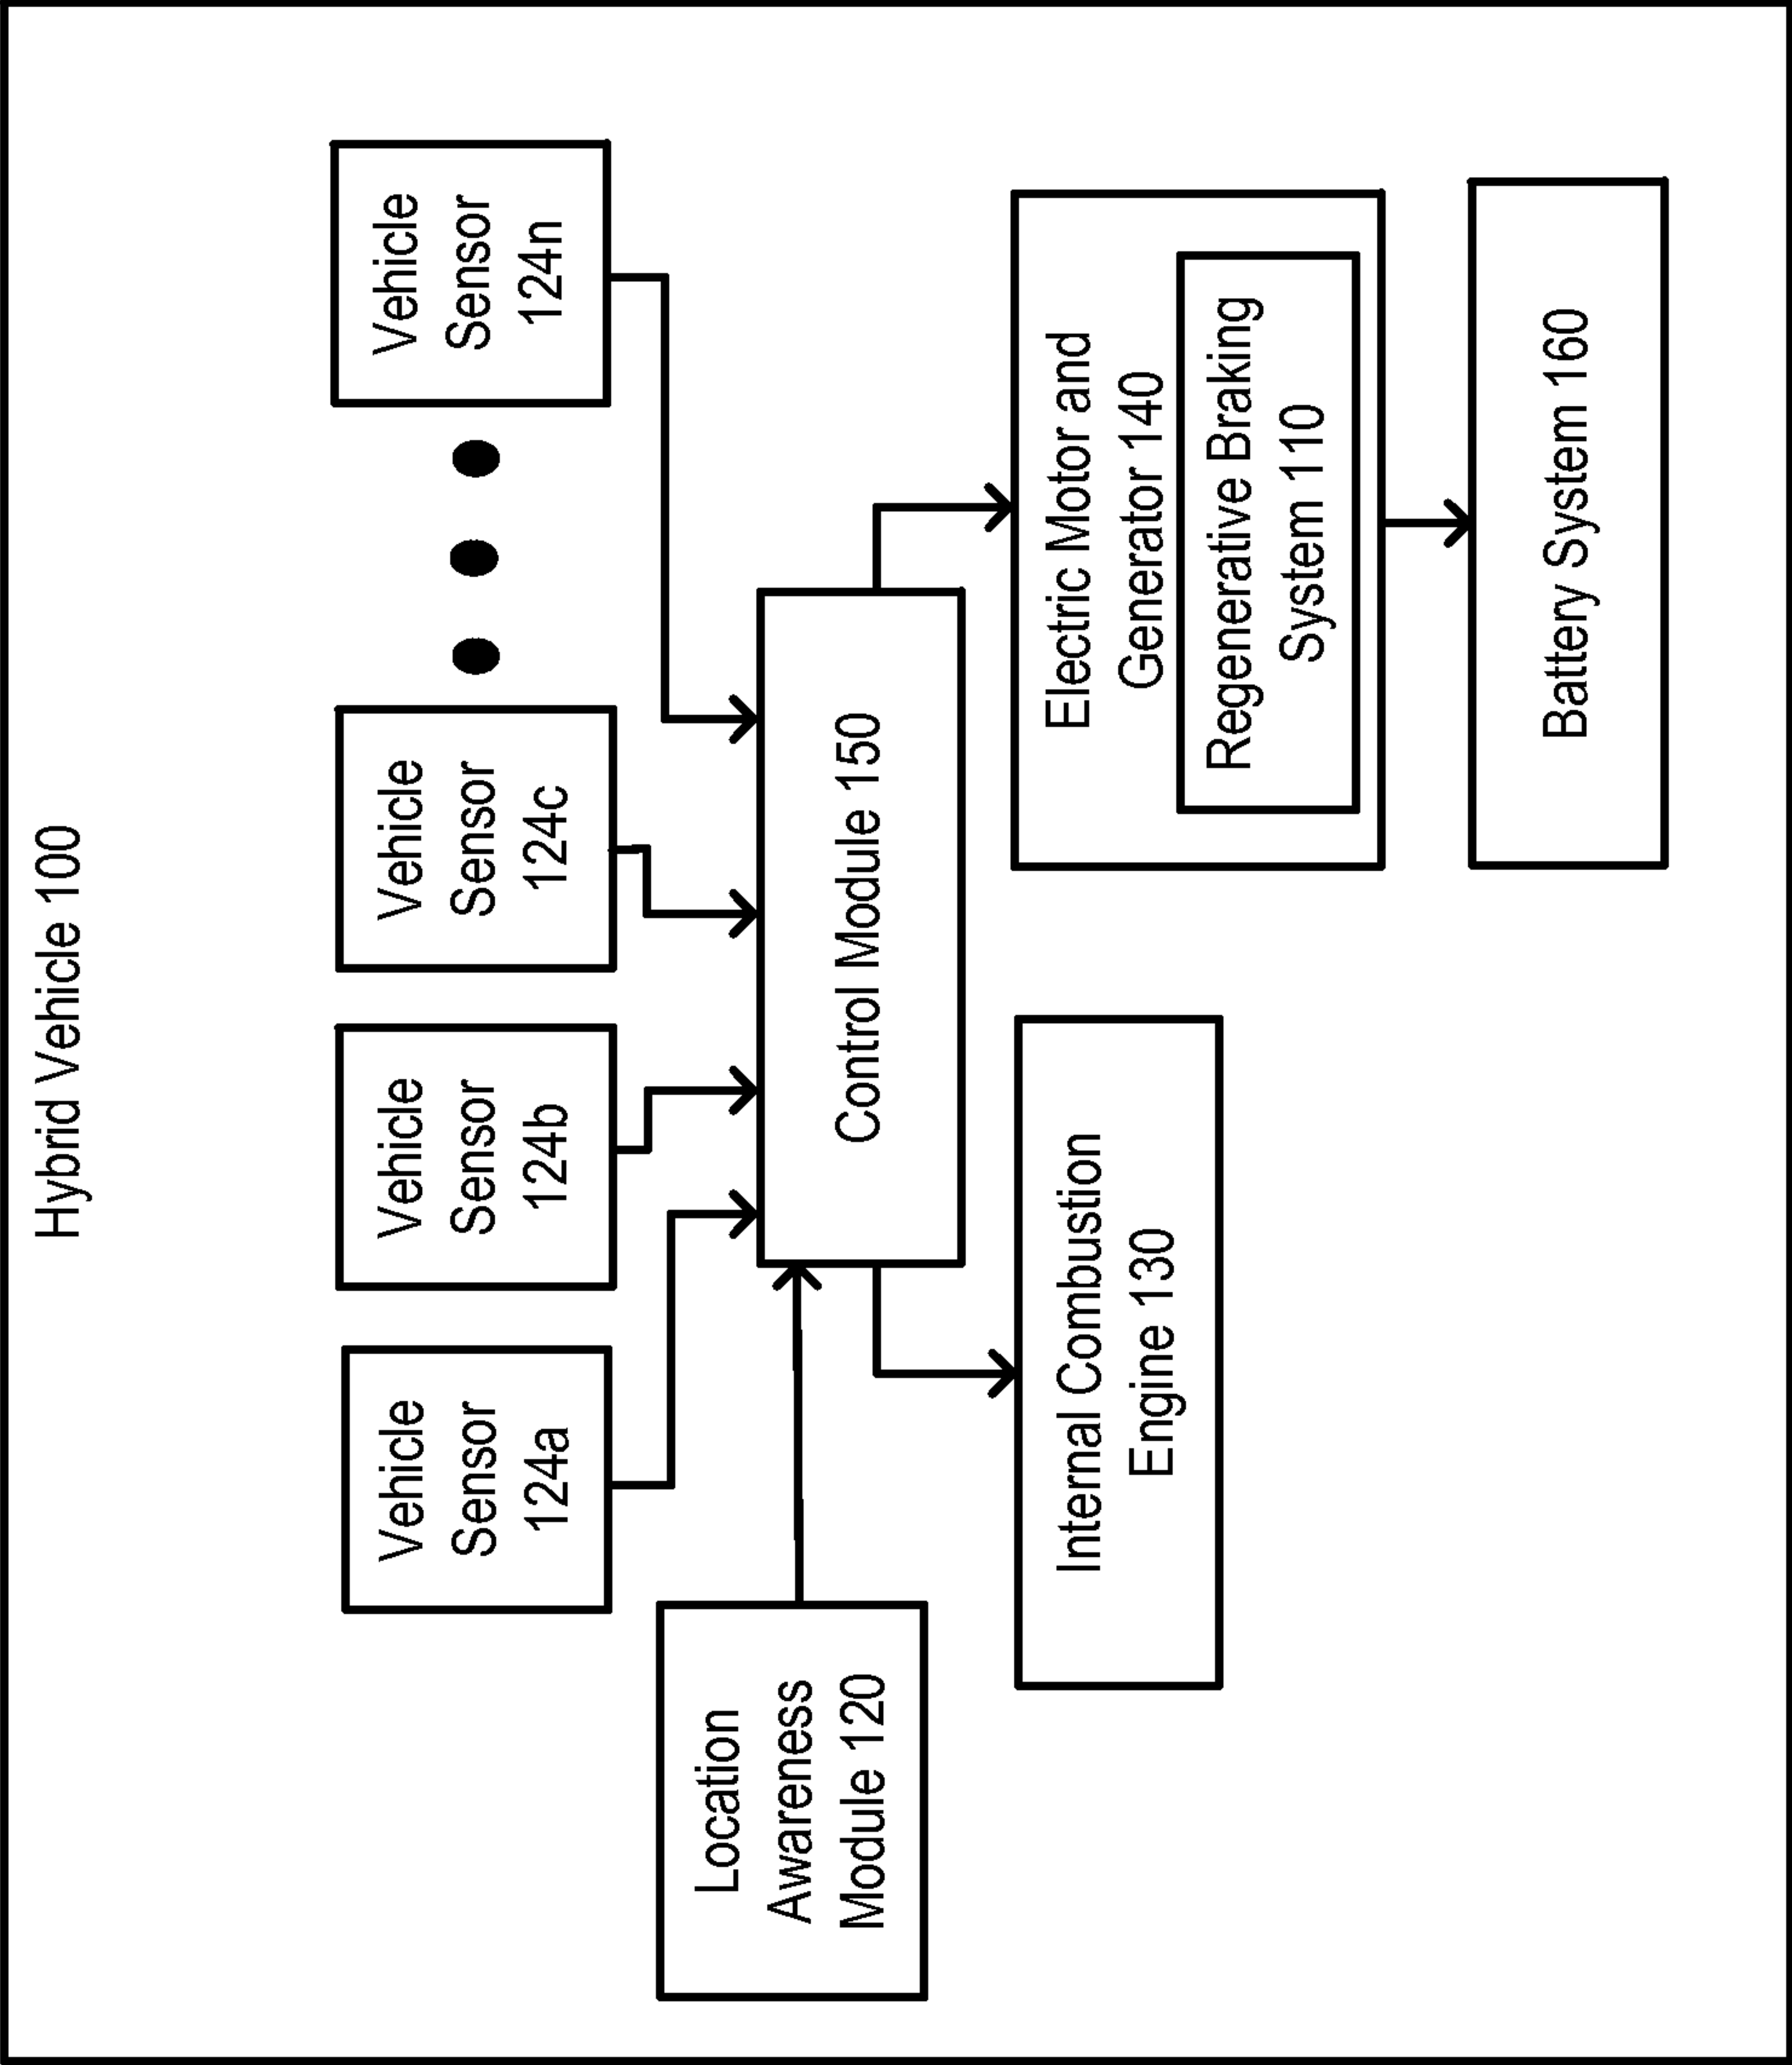 Hybrid Vehicle 100
Vehicle
Sensor
124a
Vehicle
Sensor
124b
Vehicle
Sensor
124c
Vehicle
Sensor
124n
Location
Awareness
Module 120
Control Module 150
Internal Combustion
Engine 130
Electric Motor and
Generator 140
Regenerative Braking
System 110
Battery System 160